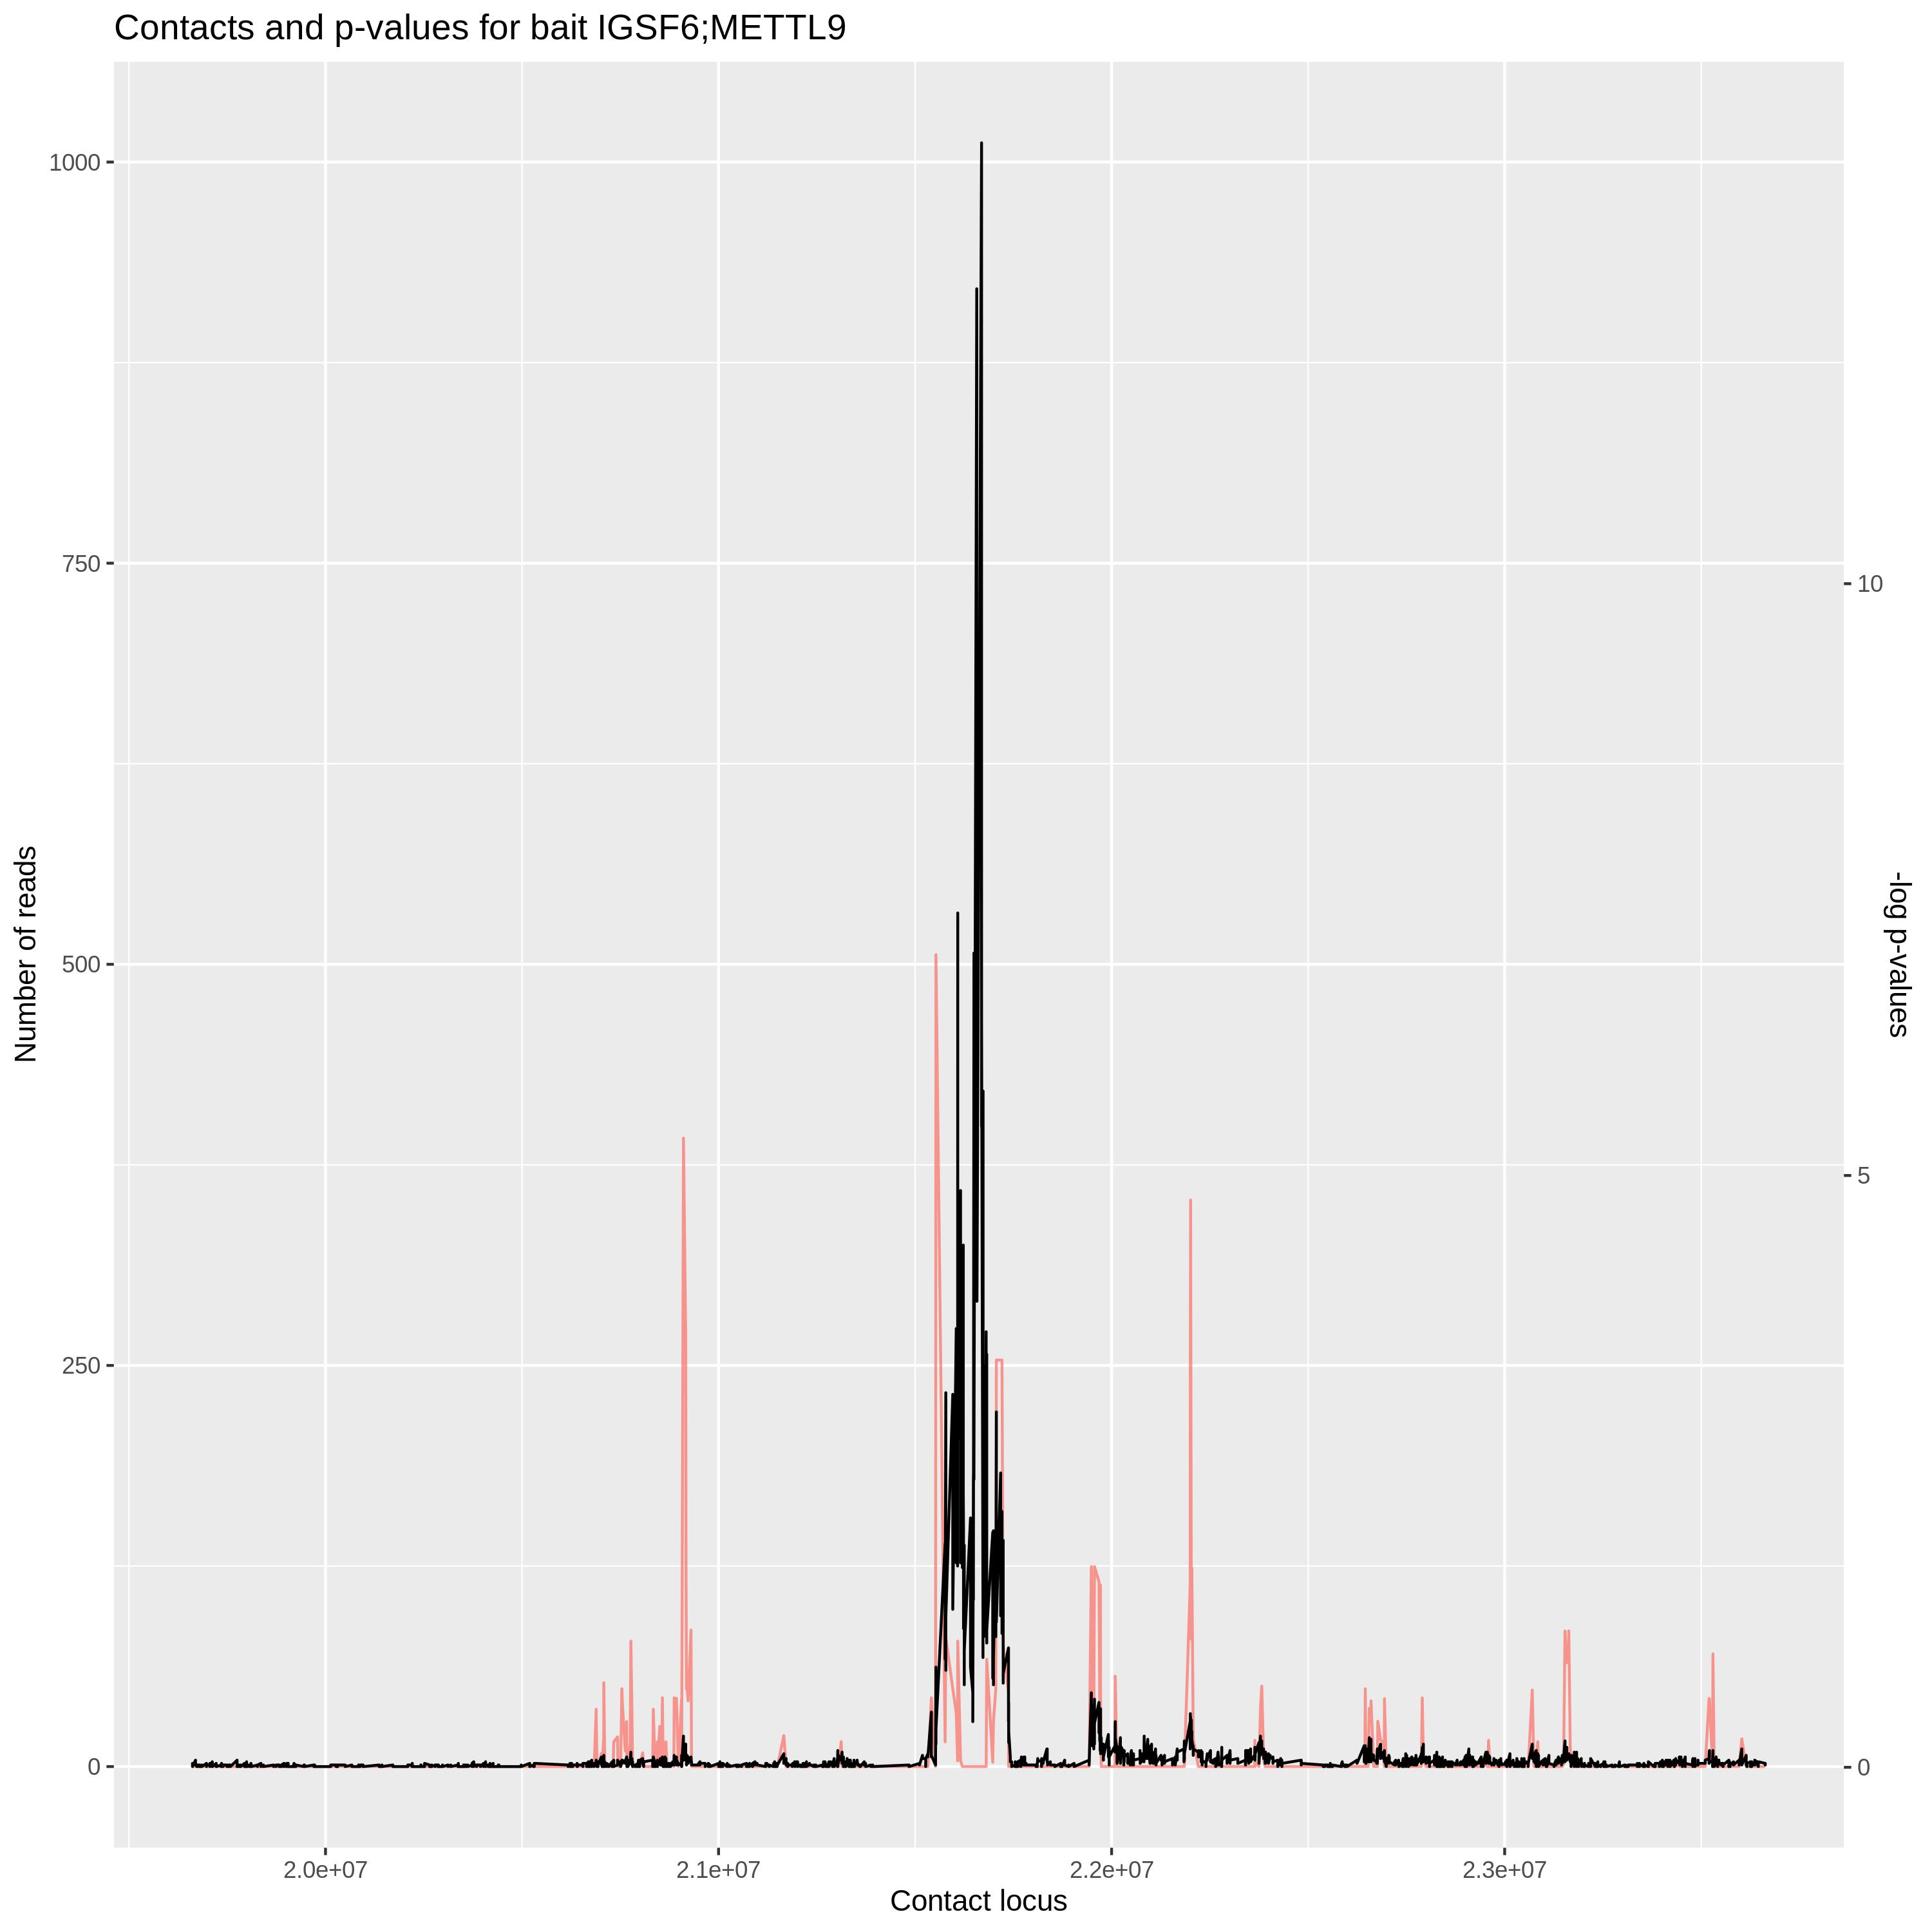 Contacts and p-values for bait IGSF6;METTL9
1000
750
500
250
0
Number of reads
10
5
0
-log p-values
2.0e+07
2.1e+07
2.2e+07
2.3e+07
Contact locus